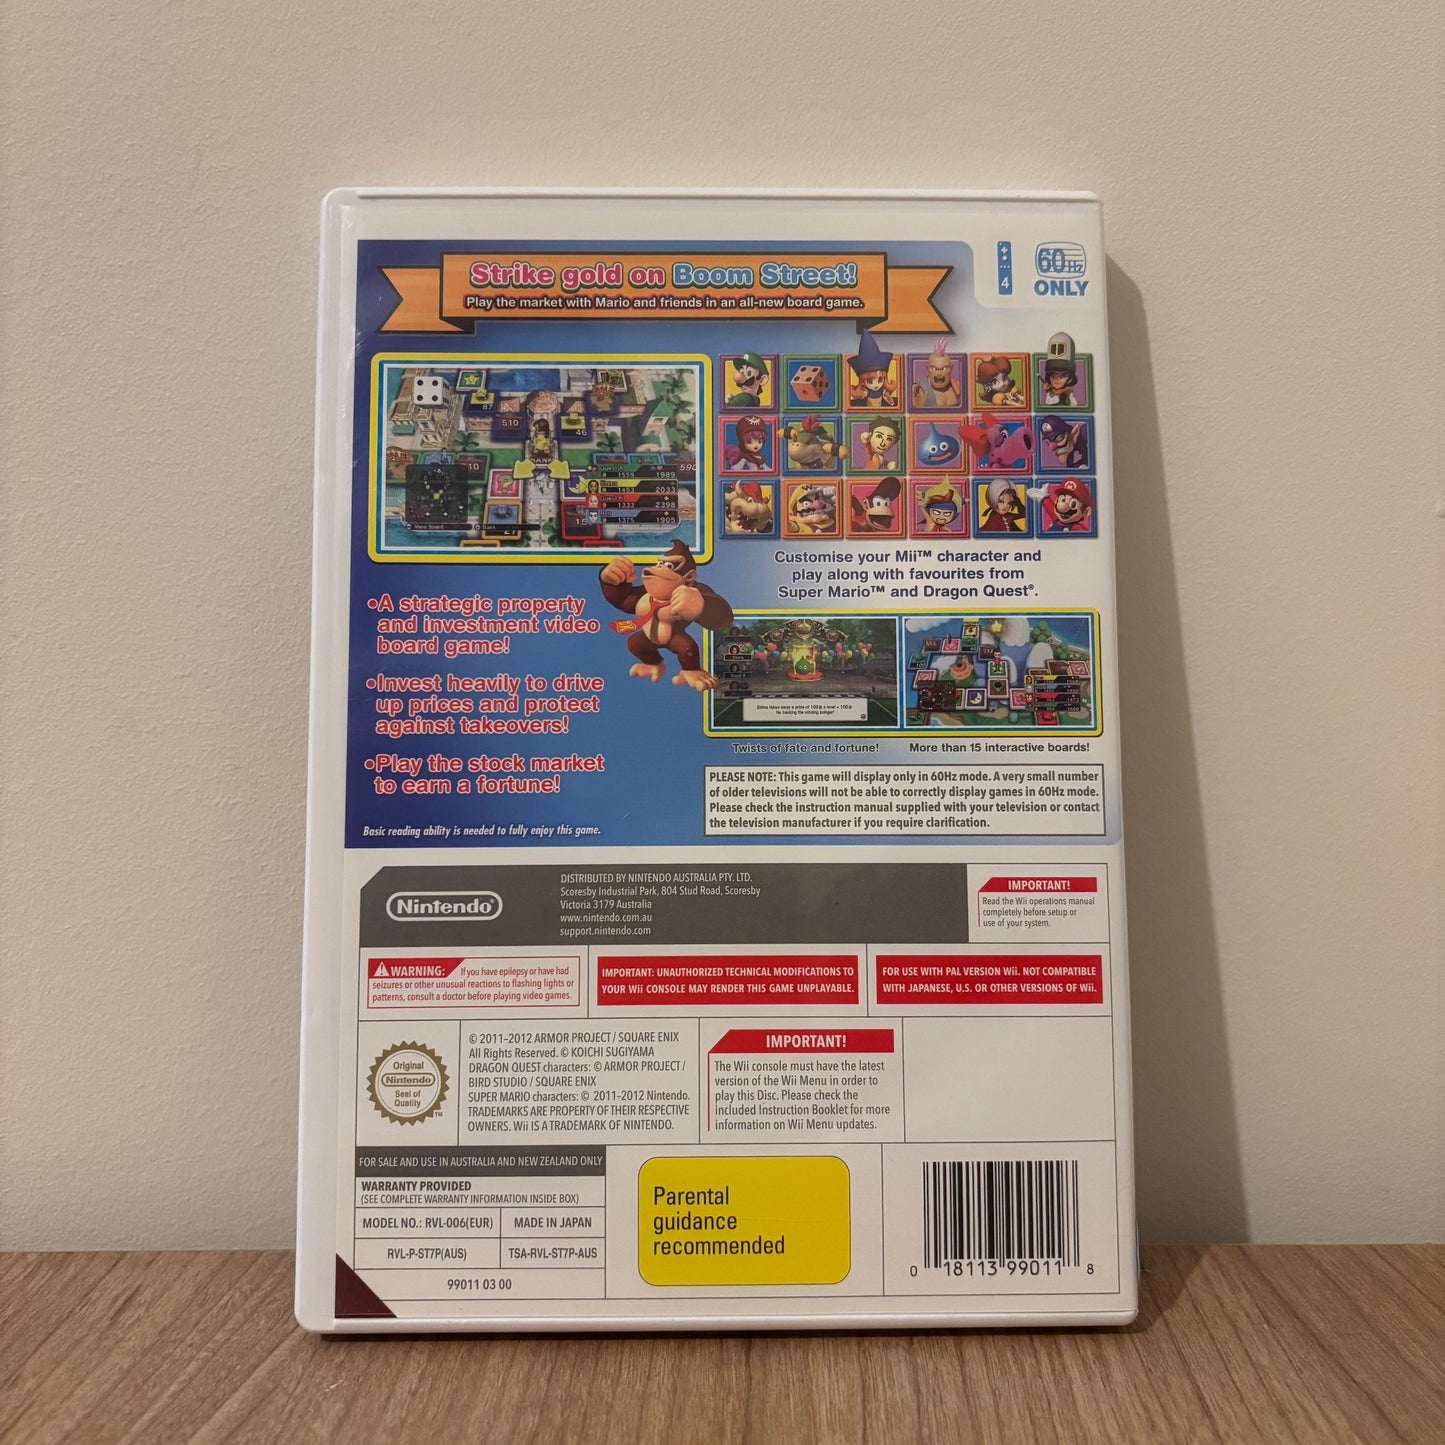 Strike gold on Boom Street!
Play the market with Mario and friends in an all-new board game.
4
60Hz
ONLY
510
87
46
View board
Back
1559 1989
1453 2033
1333 2398
1375 1905
Customise your Mii™ character and
play along with favourites from
Super Mario™ and Dragon Quest®.
•A strategic property
and investment video
board game!
•Invest heavily to drive
up prices and protect
against takeovers!
•Play the stock market
to earn a fortune!
Basic reading ability is needed to fully enjoy this game.
Twists of fate and fortune!
More than 15 interactive boards!
PLEASE NOTE: This game will display only in 60Hz mode. A very small number
of older televisions will not be able to correctly display games in 60Hz mode.
Please check the instruction manual supplied with your television or contact
the television manufacturer if you require clarification.
Nintendo®
DISTRIBUTED BY NINTENDO AUSTRALIA PTY. LTD.
Scoresby Industrial Park, 804 Stud Road, Scoresby
Victoria 3179 Australia
www.nintendo.com.au
support.nintendo.com
IMPORTANT!
Read the Wii operations manual
completely before setup or
use of your system.
WARNING: If you have epilepsy or have had
seizures or other unusual reactions to flashing lights or
patterns, consult a doctor before playing video games.
IMPORTANT: UNAUTHORIZED TECHNICAL MODIFICATIONS TO
YOUR Wii CONSOLE MAY RENDER THIS GAME UNPLAYABLE.
FOR USE WITH PAL VERSION Wii. NOT COMPATIBLE
WITH JAPANESE, U.S. OR OTHER VERSIONS OF Wii.
Original
Nintendo
Seal of
Quality
TM
© 2011–2012 ARMOR PROJECT / SQUARE ENIX
All Rights Reserved. © KOICHI SUGIYAMA
DRAGON QUEST characters: © ARMOR PROJECT /
BIRD STUDIO / SQUARE ENIX
SUPER MARIO characters: © 2011–2012 Nintendo.
TRADEMARKS ARE PROPERTY OF THEIR RESPECTIVE
OWNERS. Wii IS A TRADEMARK OF NINTENDO.
IMPORTANT!
The Wii console must have the latest
version of the Wii Menu in order to
play this Disc. Please check the
included Instruction Booklet for more
information on Wii Menu updates.
FOR SALE AND USE IN AUSTRALIA AND NEW ZEALAND ONLY
WARRANTY PROVIDED
(SEE COMPLETE WARRANTY INFORMATION INSIDE BOX)
MODEL NO.: RVL-006(EUR)
MADE IN JAPAN
RVL-P-ST7P(AUS)
TSA-RVL-ST7P-AUS
99011 03 00
Parental
guidance
recommended
0 18113 99011 8